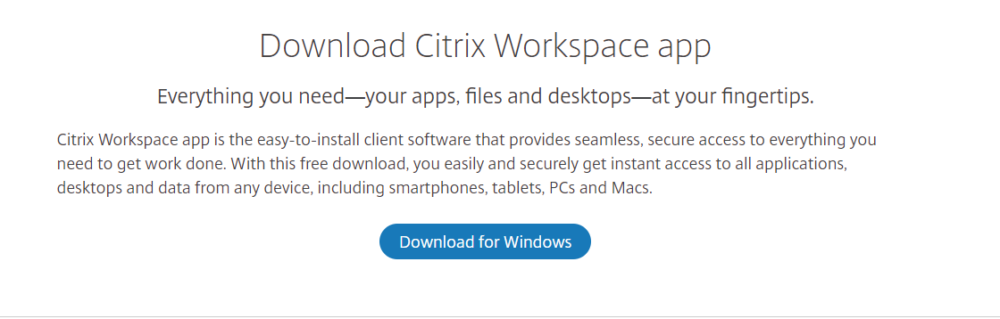 Download Citrix Workspace app
Everything you need—your apps, files and desktops—at your fingertips.
Citrix Workspace app is the easy-to-install client software that provides seamless, secure access to everything you
need to get work done. With this free download, you easily and securely get instant access to all applications,
desktops and data from any device, including smartphones, tablets, PCs and Macs.
Download for Windows